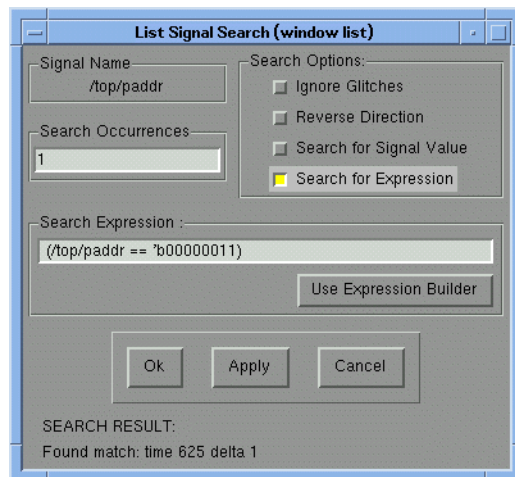 List Signal Search (window list)
Signal Name
/top/paddr
Search Occurrences
1
Search Options:
Ignore Glitches
Reverse Direction
Search for Signal Value
Search for Expression
Search Expression :
(/top/paddr == 'b00000011)
Use Expression Builder
Ok
Apply
Cancel
SEARCH RESULT:
Found match: time 625 delta 1